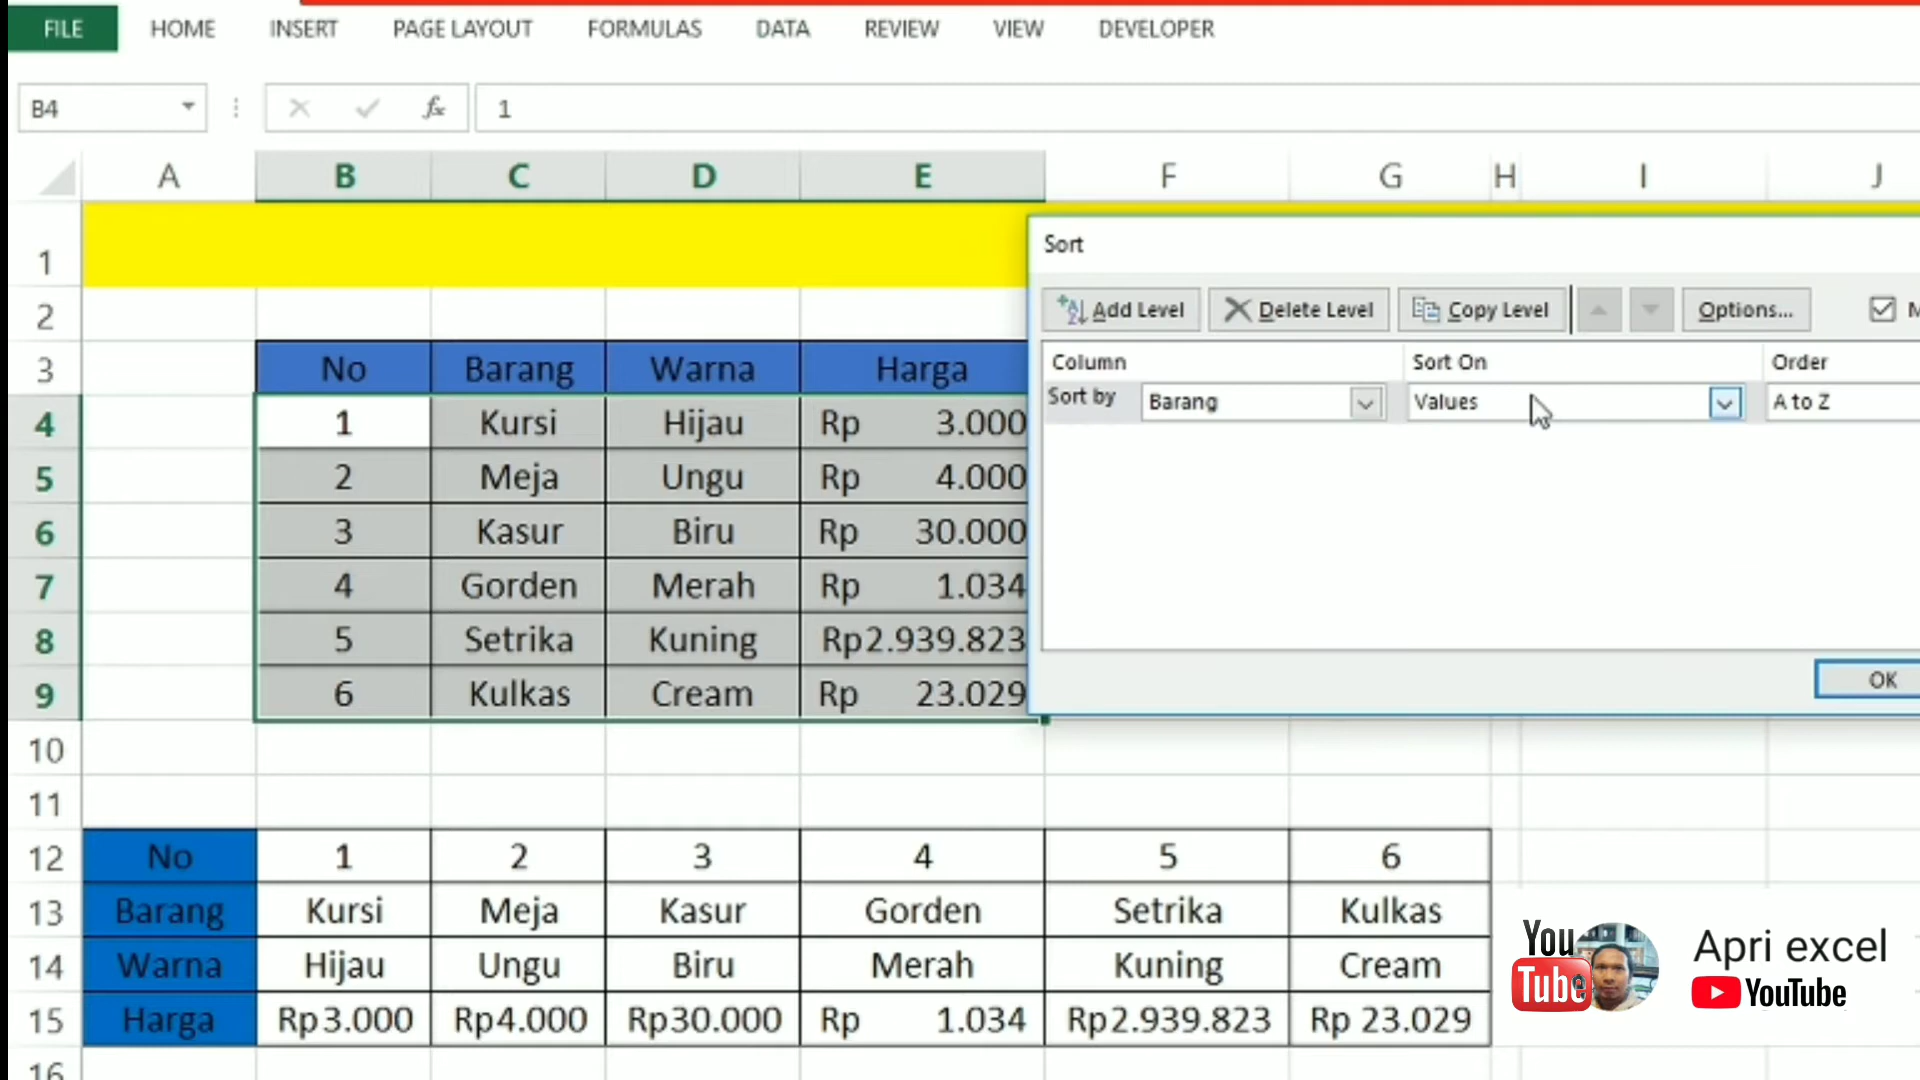 FILE HOME INSERT PAGE LAYOUT FORMULAS DATA REVIEW VIEW DEVELOPER
B4 fx 1
A B C D E F G H I J
1
Sort
Add Level Delete Level Copy Level Options... M
2
Column Sort On Order
3 No Barang Warna Harga
Sort by Barang Values A to Z
4 1 Kursi Hijau Rp 3.000
5 2 Meja Ungu Rp 4.000
6 3 Kasur Biru Rp 30.000
7 4 Gorden Merah Rp 1.034
8 5 Setrika Kuning Rp2.939.823
9 6 Kulkas Cream Rp 23.029
OK
10
11
12 No 1 2 3 4 5 6
13 Barang Kursi Meja Kasur Gorden Setrika Kulkas
14 Warna Hijau Ungu Biru Merah Kuning Cream
15 Harga Rp3.000 Rp4.000 Rp30.000 Rp 1.034 Rp2.939.823 Rp 23.029
16
You
Tube
Apri excel
YouTube